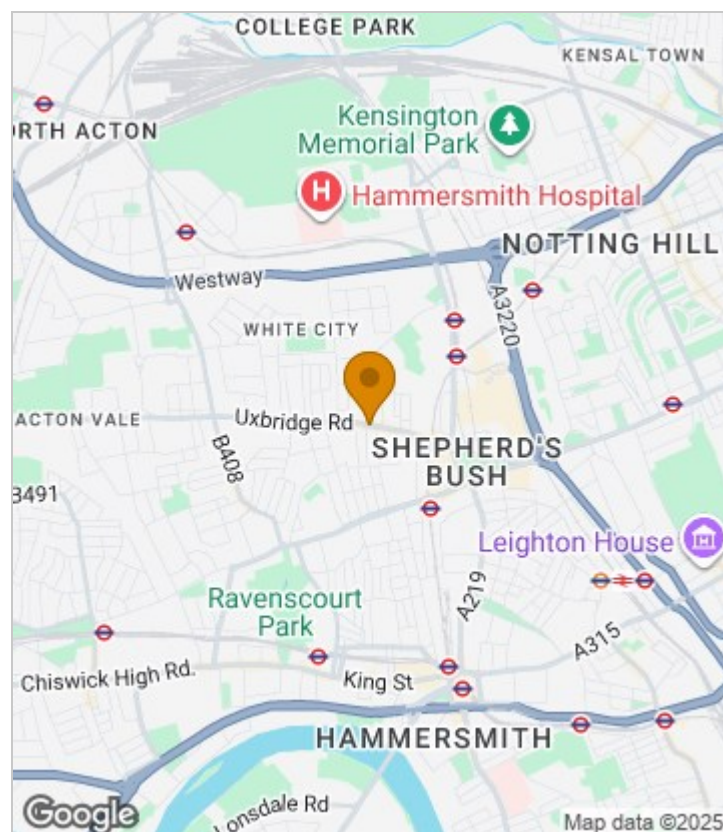 COLLEGE PARK
KENSAL TOWN
ORTH ACTON
Kensington
Memorial Park
H
Hammersmith Hospital
NOTTING HILL
Westway
A3220
WHITE CITY
ACTON VALE
Uxbridge Rd
SHEPHERD'S
BUSH
B408
B491
Leighton House
Ravenscourt
Park
A219
A315
Chiswick High Rd.
King St
HAMMERSMITH
Lonsdale Rd
Google
Map data ©2025